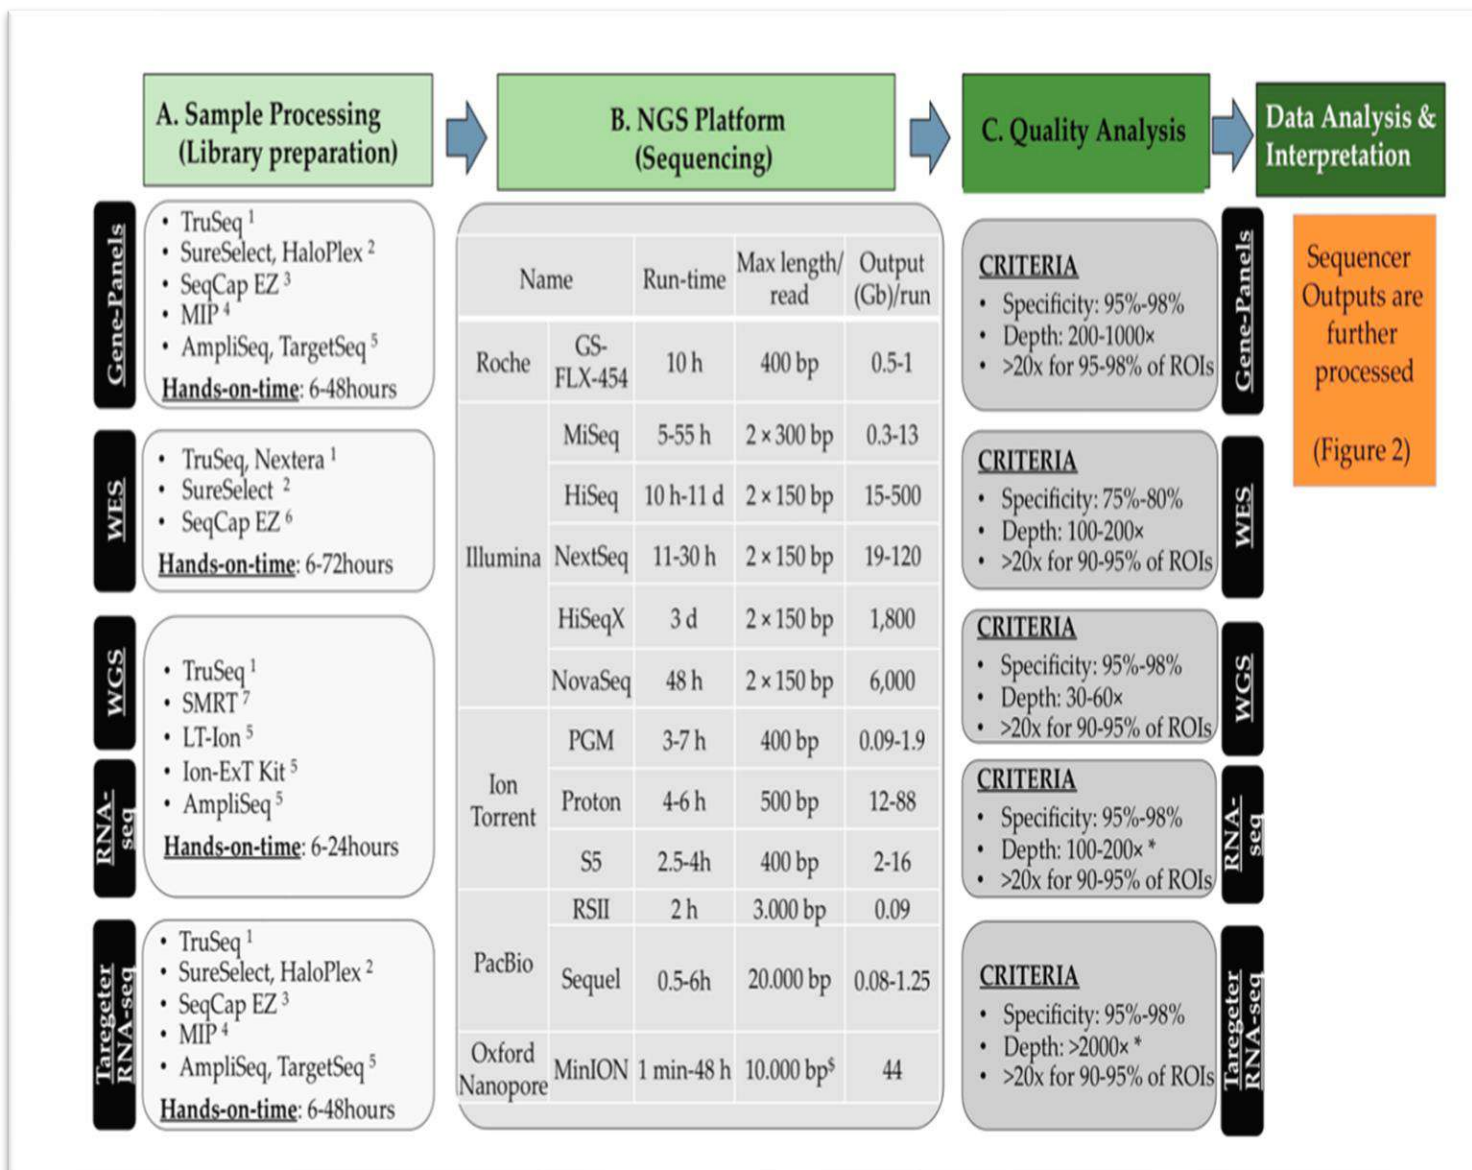 A. Sample Processing
(Library preparation)
B. NGS Platform
(Sequencing)
C. Quality Analysis
Data Analysis &
Interpretation
Gene-Panels
• TruSeq 1
• SureSelect, HaloPlex 2
• SeqCap EZ 3
• MIP 4
• AmpliSeq, TargetSeq 5
Hands-on-time: 6-48hours
WES
• TruSeq, Nextera 1
• SureSelect 2
• SeqCap EZ 6
Hands-on-time: 6-72hours
WGS
RNA-
seq
• TruSeq 1
• SMRT 7
• LT-Ion 5
• Ion-ExT Kit 5
• AmpliSeq 5
Hands-on-time: 6-24hours
Taregeter
RNA-seq
• TruSeq 1
• SureSelect, HaloPlex 2
• SeqCap EZ 3
• MIP 4
• AmpliSeq, TargetSeq 5
Hands-on-time: 6-48hours
Name Run-time Max length/ read Output (Gb)/run
Roche GS- FLX-454 10 h 400 bp 0.5-1
Illumina
MiSeq 5-55 h 2 × 300 bp 0.3-13
HiSeq 10 h-11 d 2 × 150 bp 15-500
NextSeq 11-30 h 2 × 150 bp 19-120
HiSeqX 3 d 2 × 150 bp 1,800
NovaSeq 48 h 2 × 150 bp 6,000
Ion
Torrent
PGM 3-7 h 400 bp 0.09-1.9
Proton 4-6 h 500 bp 12-88
S5 2.5-4h 400 bp 2-16
PacBio
RSII 2 h 3.000 bp 0.09
Sequel 0.5-6h 20.000 bp 0.08-1.25
Oxford
Nanopore
MinION 1 min-48 h 10.000 bp$ 44
CRITERIA
• Specificity: 95%-98%
• Depth: 200-1000×
• >20x for 95-98% of ROIs
Gene-Panels
CRITERIA
• Specificity: 75%-80%
• Depth: 100-200×
• >20x for 90-95% of ROIs
WES
CRITERIA
• Specificity: 95%-98%
• Depth: 30-60×
• >20x for 90-95% of ROIs
WGS
CRITERIA
• Specificity: 95%-98%
• Depth: 100-200× *
• >20x for 90-95% of ROIs
RNA-
seq
CRITERIA
• Specificity: 95%-98%
• Depth: >2000× *
• >20x for 90-95% of ROIs
Taregeter
RNA-seq
Sequencer
Outputs are
further
processed
(Figure 2)